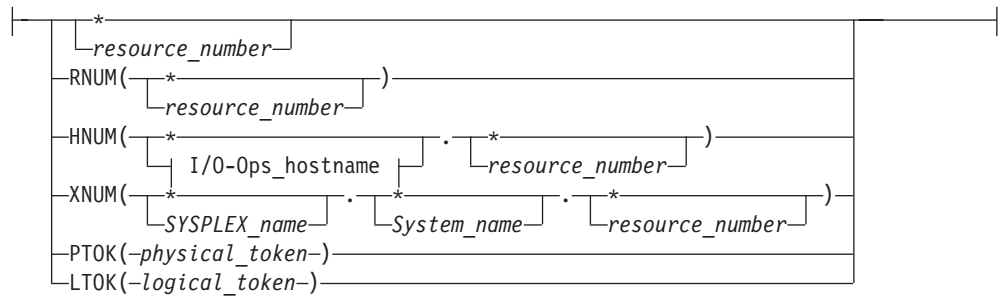 *
resource_number
RNUM( * )
resource_number
HNUM( * . * )
I/O-Ops_hostname resource_number
XNUM( * . * . * )
SYSPLEX_name System_name resource_number
PTOK( physical_token )
LTOK( logical_token )